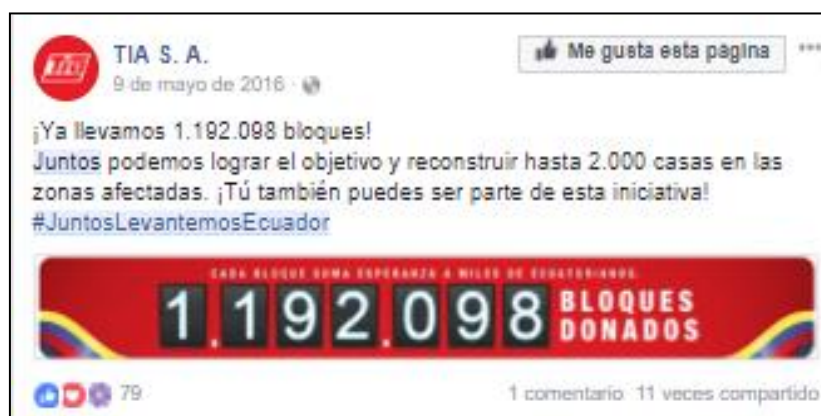 TIA
TIA S. A.
Me gusta esta página
9 de mayo de 2016
¡Ya llevamos 1.192.098 bloques!
Juntos podemos lograr el objetivo y reconstruir hasta 2.000 casas en las
zonas afectadas. ¡Tú también puedes ser parte de esta iniciativa!
#JuntosLevantemosEcuador
CADA BLOQUE SUMA ESPERANZA A MILES DE ECUATORIANOS.
1.192.098 BLOQUES
DONADOS
79
1 comentario 11 veces compartido